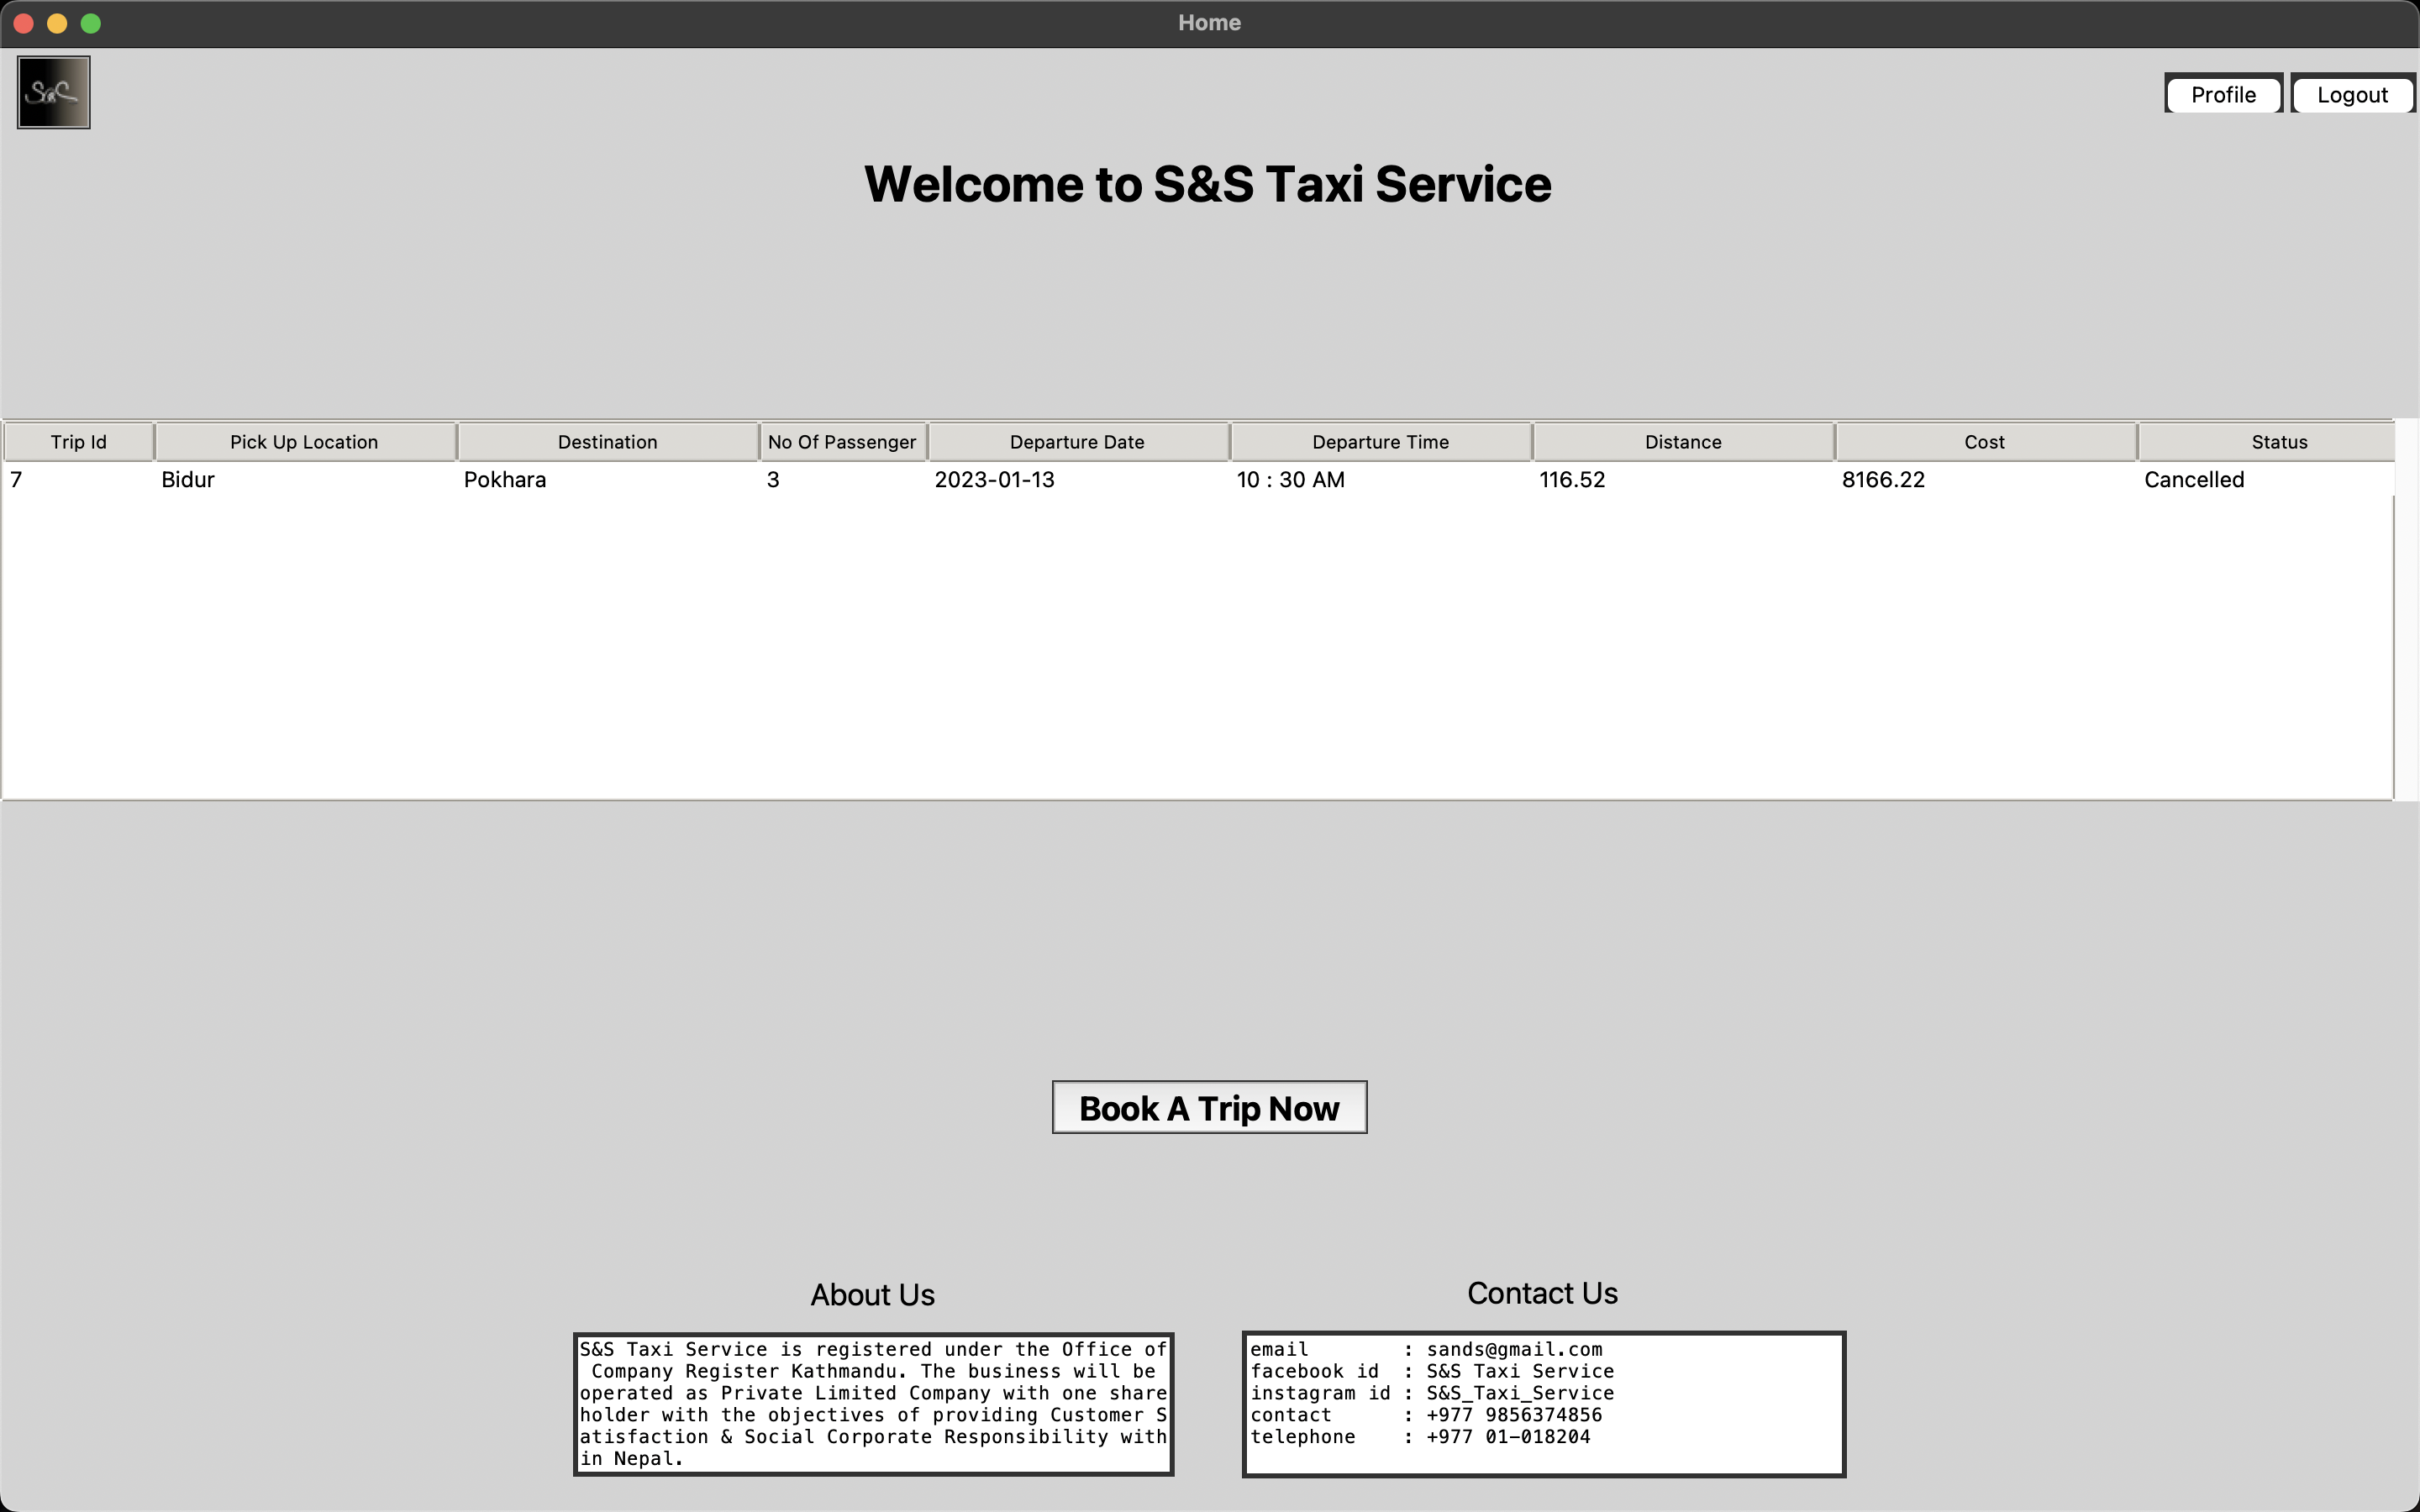 Home
S&S
Profile
Logout
Welcome to S&S Taxi Service
Trip Id Pick Up Location Destination No Of Passenger Departure Date Departure Time Distance Cost Status
7 Bidur Pokhara 3 2023-01-13 10 : 30 AM 116.52 8166.22 Cancelled
Book A Trip Now
About Us
S&S Taxi Service is registered under the Office of
Company Register Kathmandu. The business will be
operated as Private Limited Company with one share
holder with the objectives of providing Customer S
atisfaction & Social Corporate Responsibility with
in Nepal.
Contact Us
email : sands@gmail.com
facebook id : S&S Taxi Service
instagram id : S&S_Taxi_Service
contact : +977 9856374856
telephone : +977 01-018204